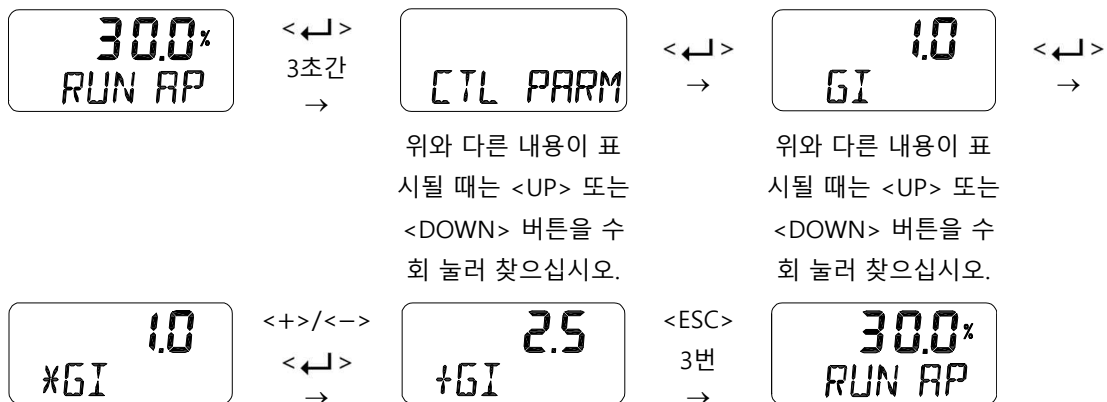 30.0%
RUN AP
<↵>
3초간
→
CTL PARM
<↵>
→
1.0
GI
<↵>
→
위와 다른 내용이 표
시될 때는 <UP> 또는
<DOWN> 버튼을 수
회 눌러 찾으십시오.
위와 다른 내용이 표
시될 때는 <UP> 또는
<DOWN> 버튼을 수
회 눌러 찾으십시오.
1.0
*GI
<+>/<−>
<↵>
→
2.5
+GI
<ESC>
3번
→
30.0%
RUN AP